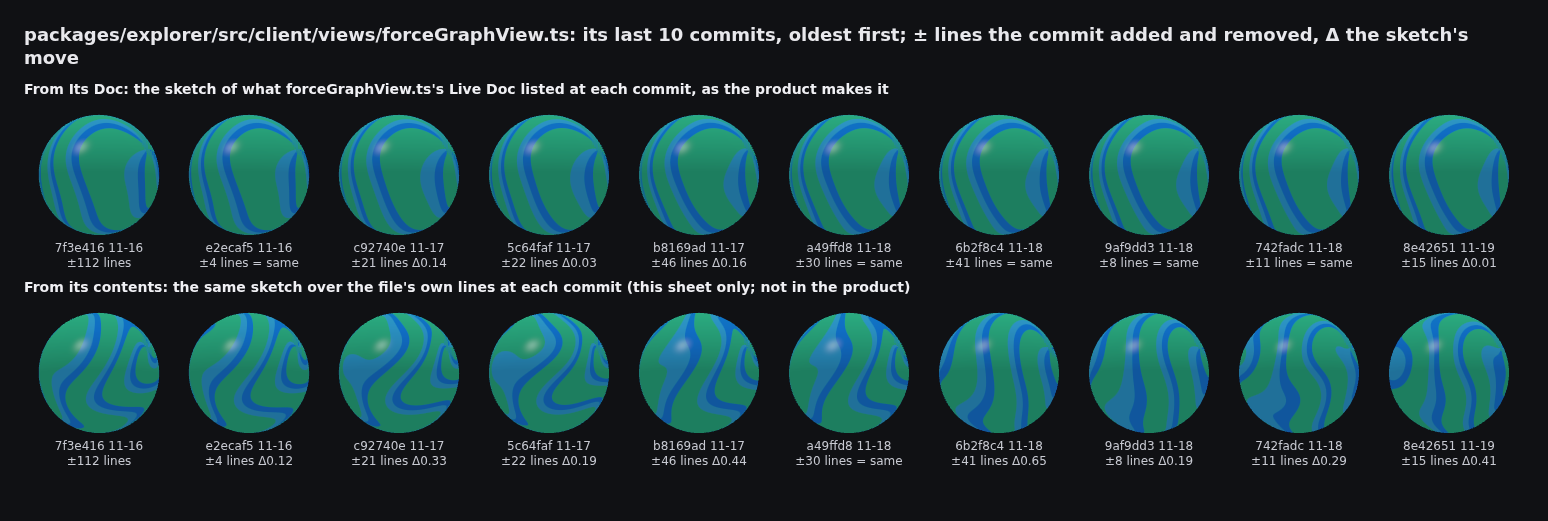 packages/explorer/src/client/views/forceGraphView.ts: its last 10 commits, oldest first; ± lines the commit added and removed, Δ the sketch's
move
From Its Doc: the sketch of what forceGraphView.ts's Live Doc listed at each commit, as the product makes it
7f3e416 11-16 e2ecaf5 11-16 c92740e 11-17 5c64faf 11-17 b8169ad 11-17 a49ffd8 11-18 6b2f8c4 11-18 9af9dd3 11-18 742fadc 11-18 8e42651 11-19
±112 lines ±4 lines = same ±21 lines Δ0.14 ±22 lines Δ0.03 ±46 lines Δ0.16 ±30 lines = same ±41 lines = same ±8 lines = same ±11 lines = same ±15 lines Δ0.01
From its contents: the same sketch over the file's own lines at each commit (this sheet only; not in the product)
7f3e416 11-16 e2ecaf5 11-16 c92740e 11-17 5c64faf 11-17 b8169ad 11-17 a49ffd8 11-18 6b2f8c4 11-18 9af9dd3 11-18 742fadc 11-18 8e42651 11-19
±112 lines ±4 lines Δ0.12 ±21 lines Δ0.33 ±22 lines Δ0.19 ±46 lines Δ0.44 ±30 lines = same ±41 lines Δ0.65 ±8 lines Δ0.19 ±11 lines Δ0.29 ±15 lines Δ0.41